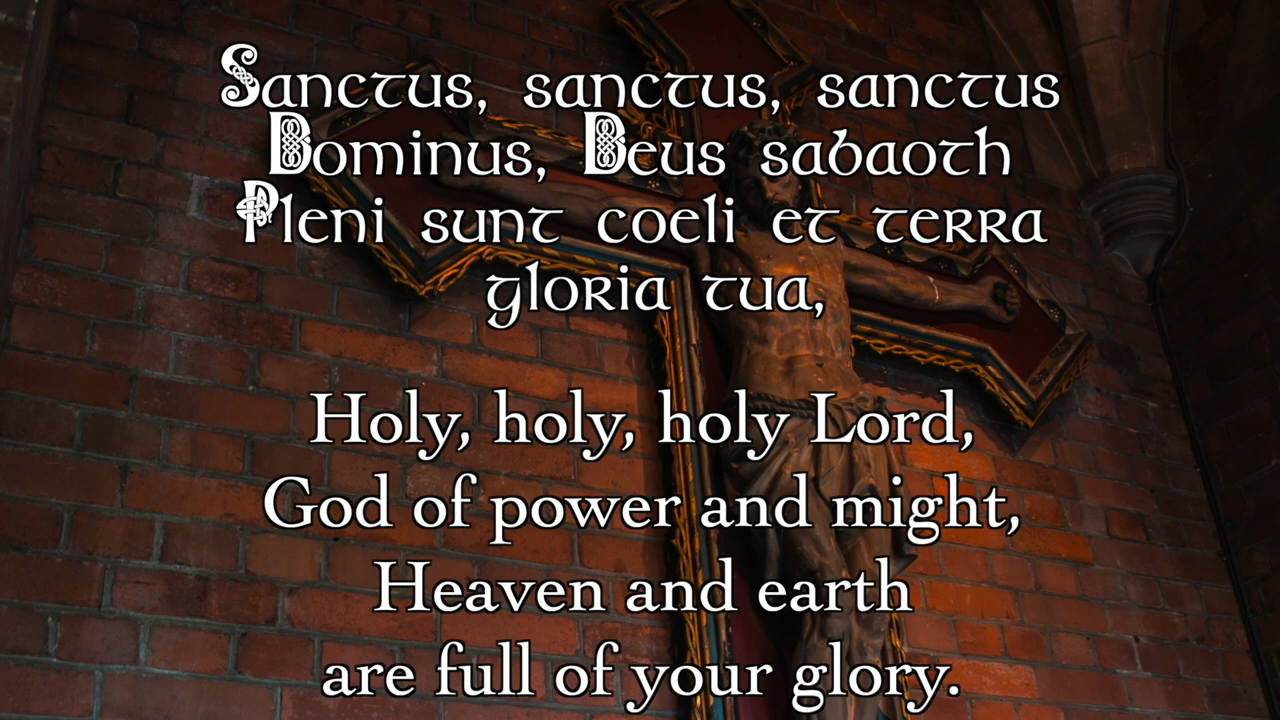 Sanctus, sanctus, sanctus
Dominus, Deus sabaoth
Pleni sunt coeli et terra
gloria tua,
Holy, holy, holy Lord,
God of power and might,
Heaven and earth
are full of your glory.